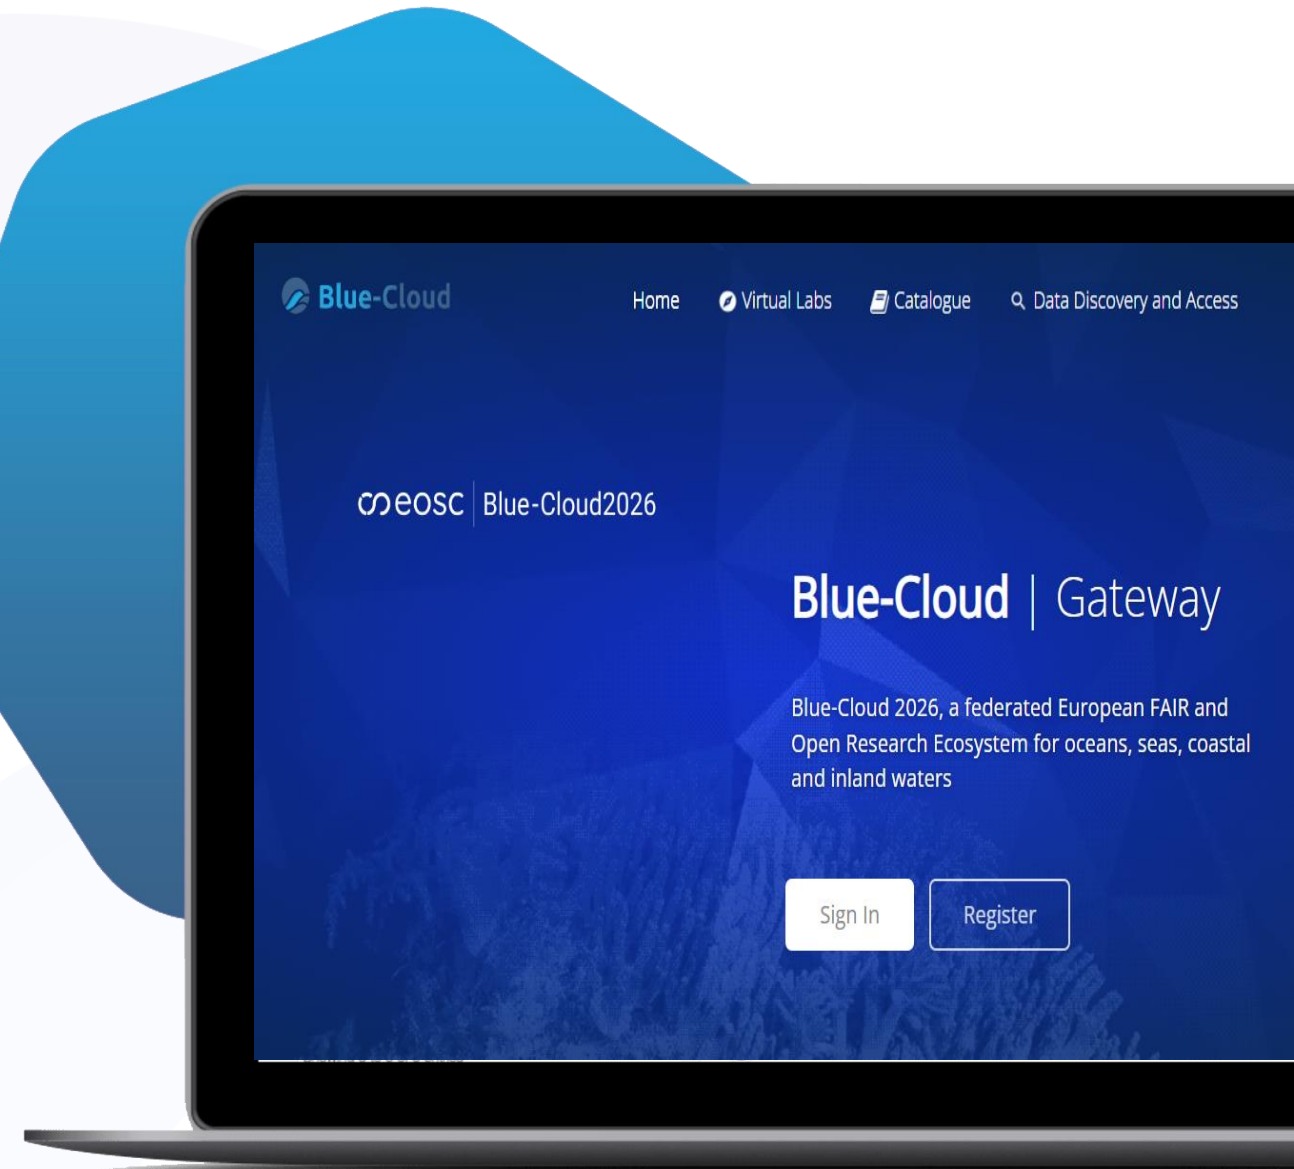 Blue-Cloud
Home Virtual Labs Catalogue Data Discovery and Access
eosc | Blue-Cloud2026
Blue-Cloud | Gateway
Blue-Cloud 2026, a federated European FAIR and
Open Research Ecosystem for oceans, seas, coastal
and inland waters
Sign In Register